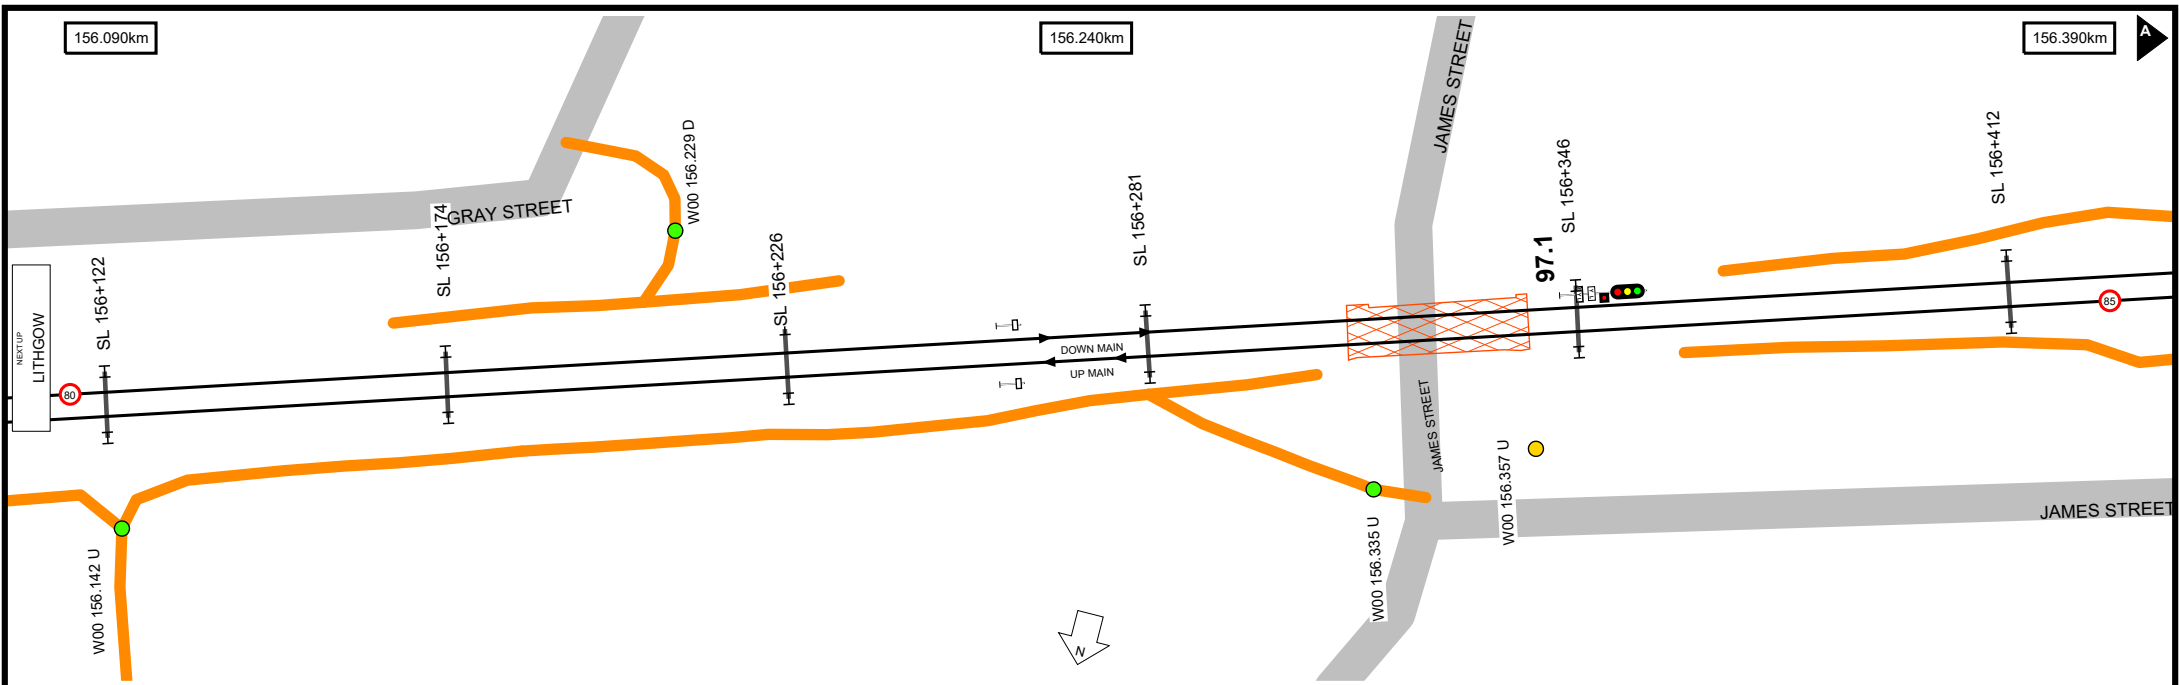 156.090km
156.240km
156.390km
A
JAMES STREET
W00 156.229 D
SL 156+412
SL 156+346
SL 156+281
GRAY STREET
SL 156+174
SL 156+226
97.1
SL 156+122
NEXT UP
LITHGOW
80
85
DOWN MAIN
UP MAIN
JAMES STREET
W00 156.357 U
JAMES STREET
W00 156.142 U
W00 156.335 U
N